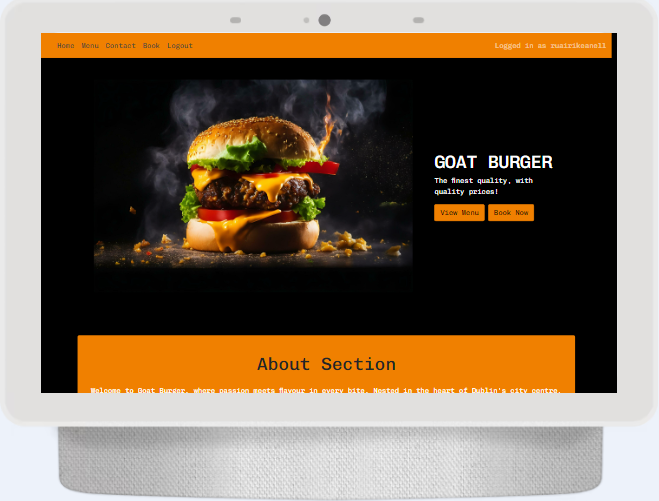 Home Menu Contact Book Logout
Logged in as ruairikeane11
GOAT BURGER
The finest quality, with
quality prices!
View Menu Book Now
About Section
Welcome to Goat Burger, where passion meets flavour in every bite. Nested in the heart of Dublin's city centre,